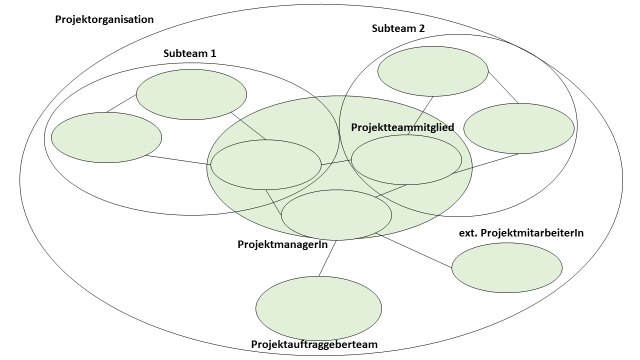 Projektorganisation
Subteam 2
Subteam 1
Projektteammitglied
ext. ProjektmitarbeiterIn
ProjektmanagerIn
Projektauftraggeberteam